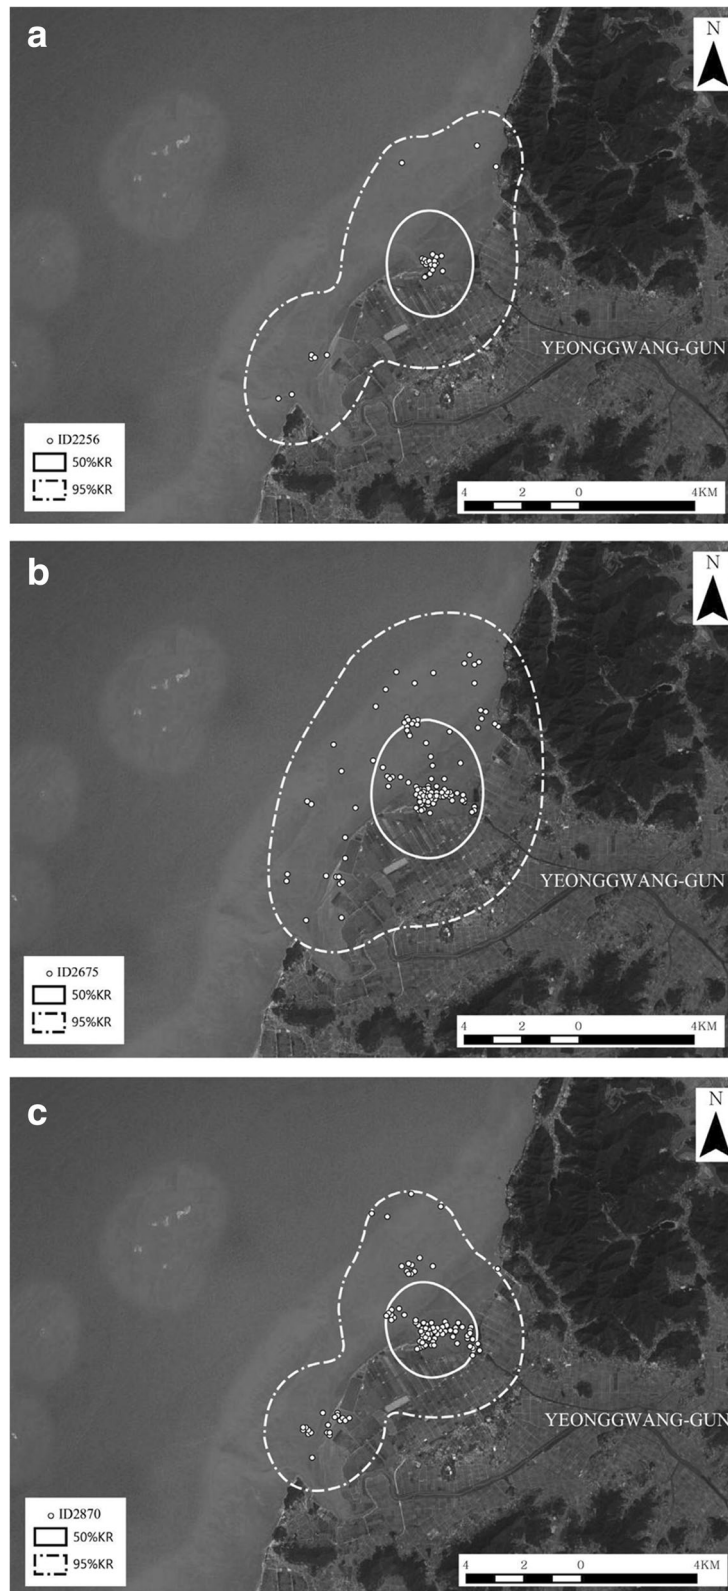 a
N
YEONGGWANG-GUN
ID2256
50%KR
95%KR
4 2 0 4KM
b
N
YEONGGWANG-GUN
ID2675
50%KR
95%KR
4 2 0 4KM
c
N
YEONGGWANG-GUN
ID2870
50%KR
95%KR
4 2 0 4KM